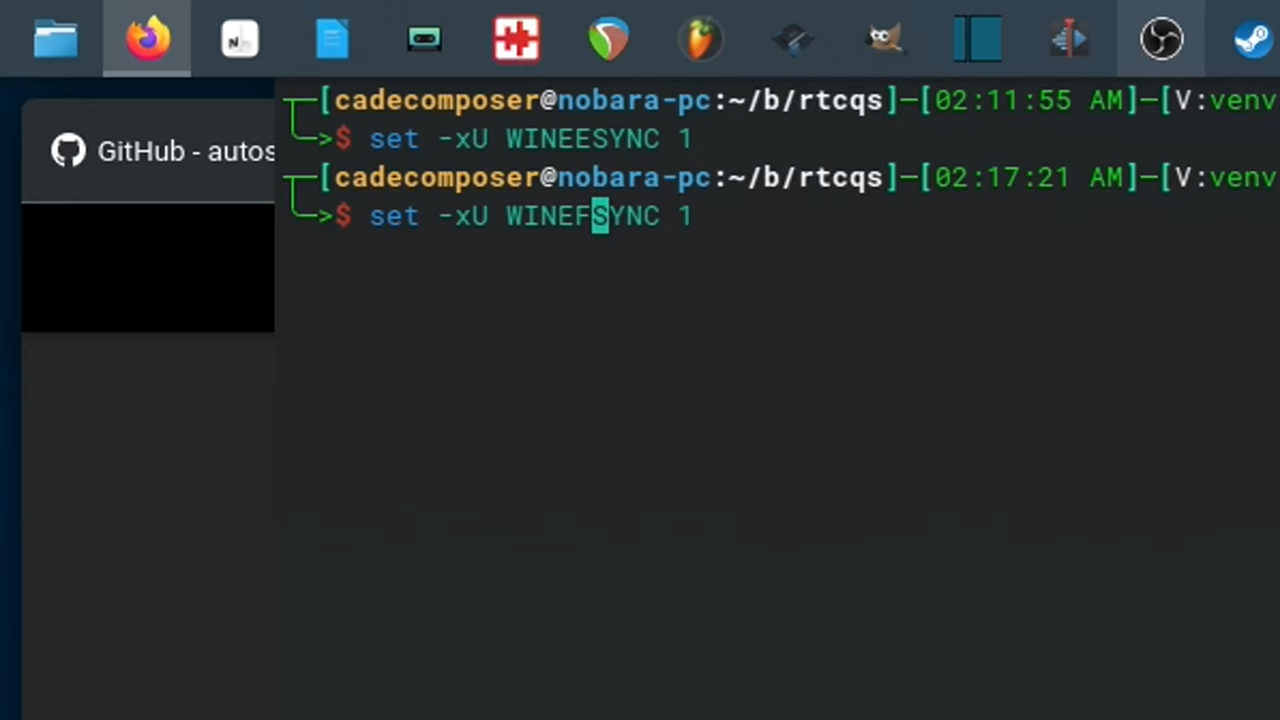 GitHub - autos
[cadecomposer@nobara-pc:~/b/rtcqs]─[02:11:55 AM]─[V:venv
>$ set -xU WINEESYNC 1
[cadecomposer@nobara-pc:~/b/rtcqs]─[02:17:21 AM]─[V:venv
>$ set -xU WINEFSYNC 1